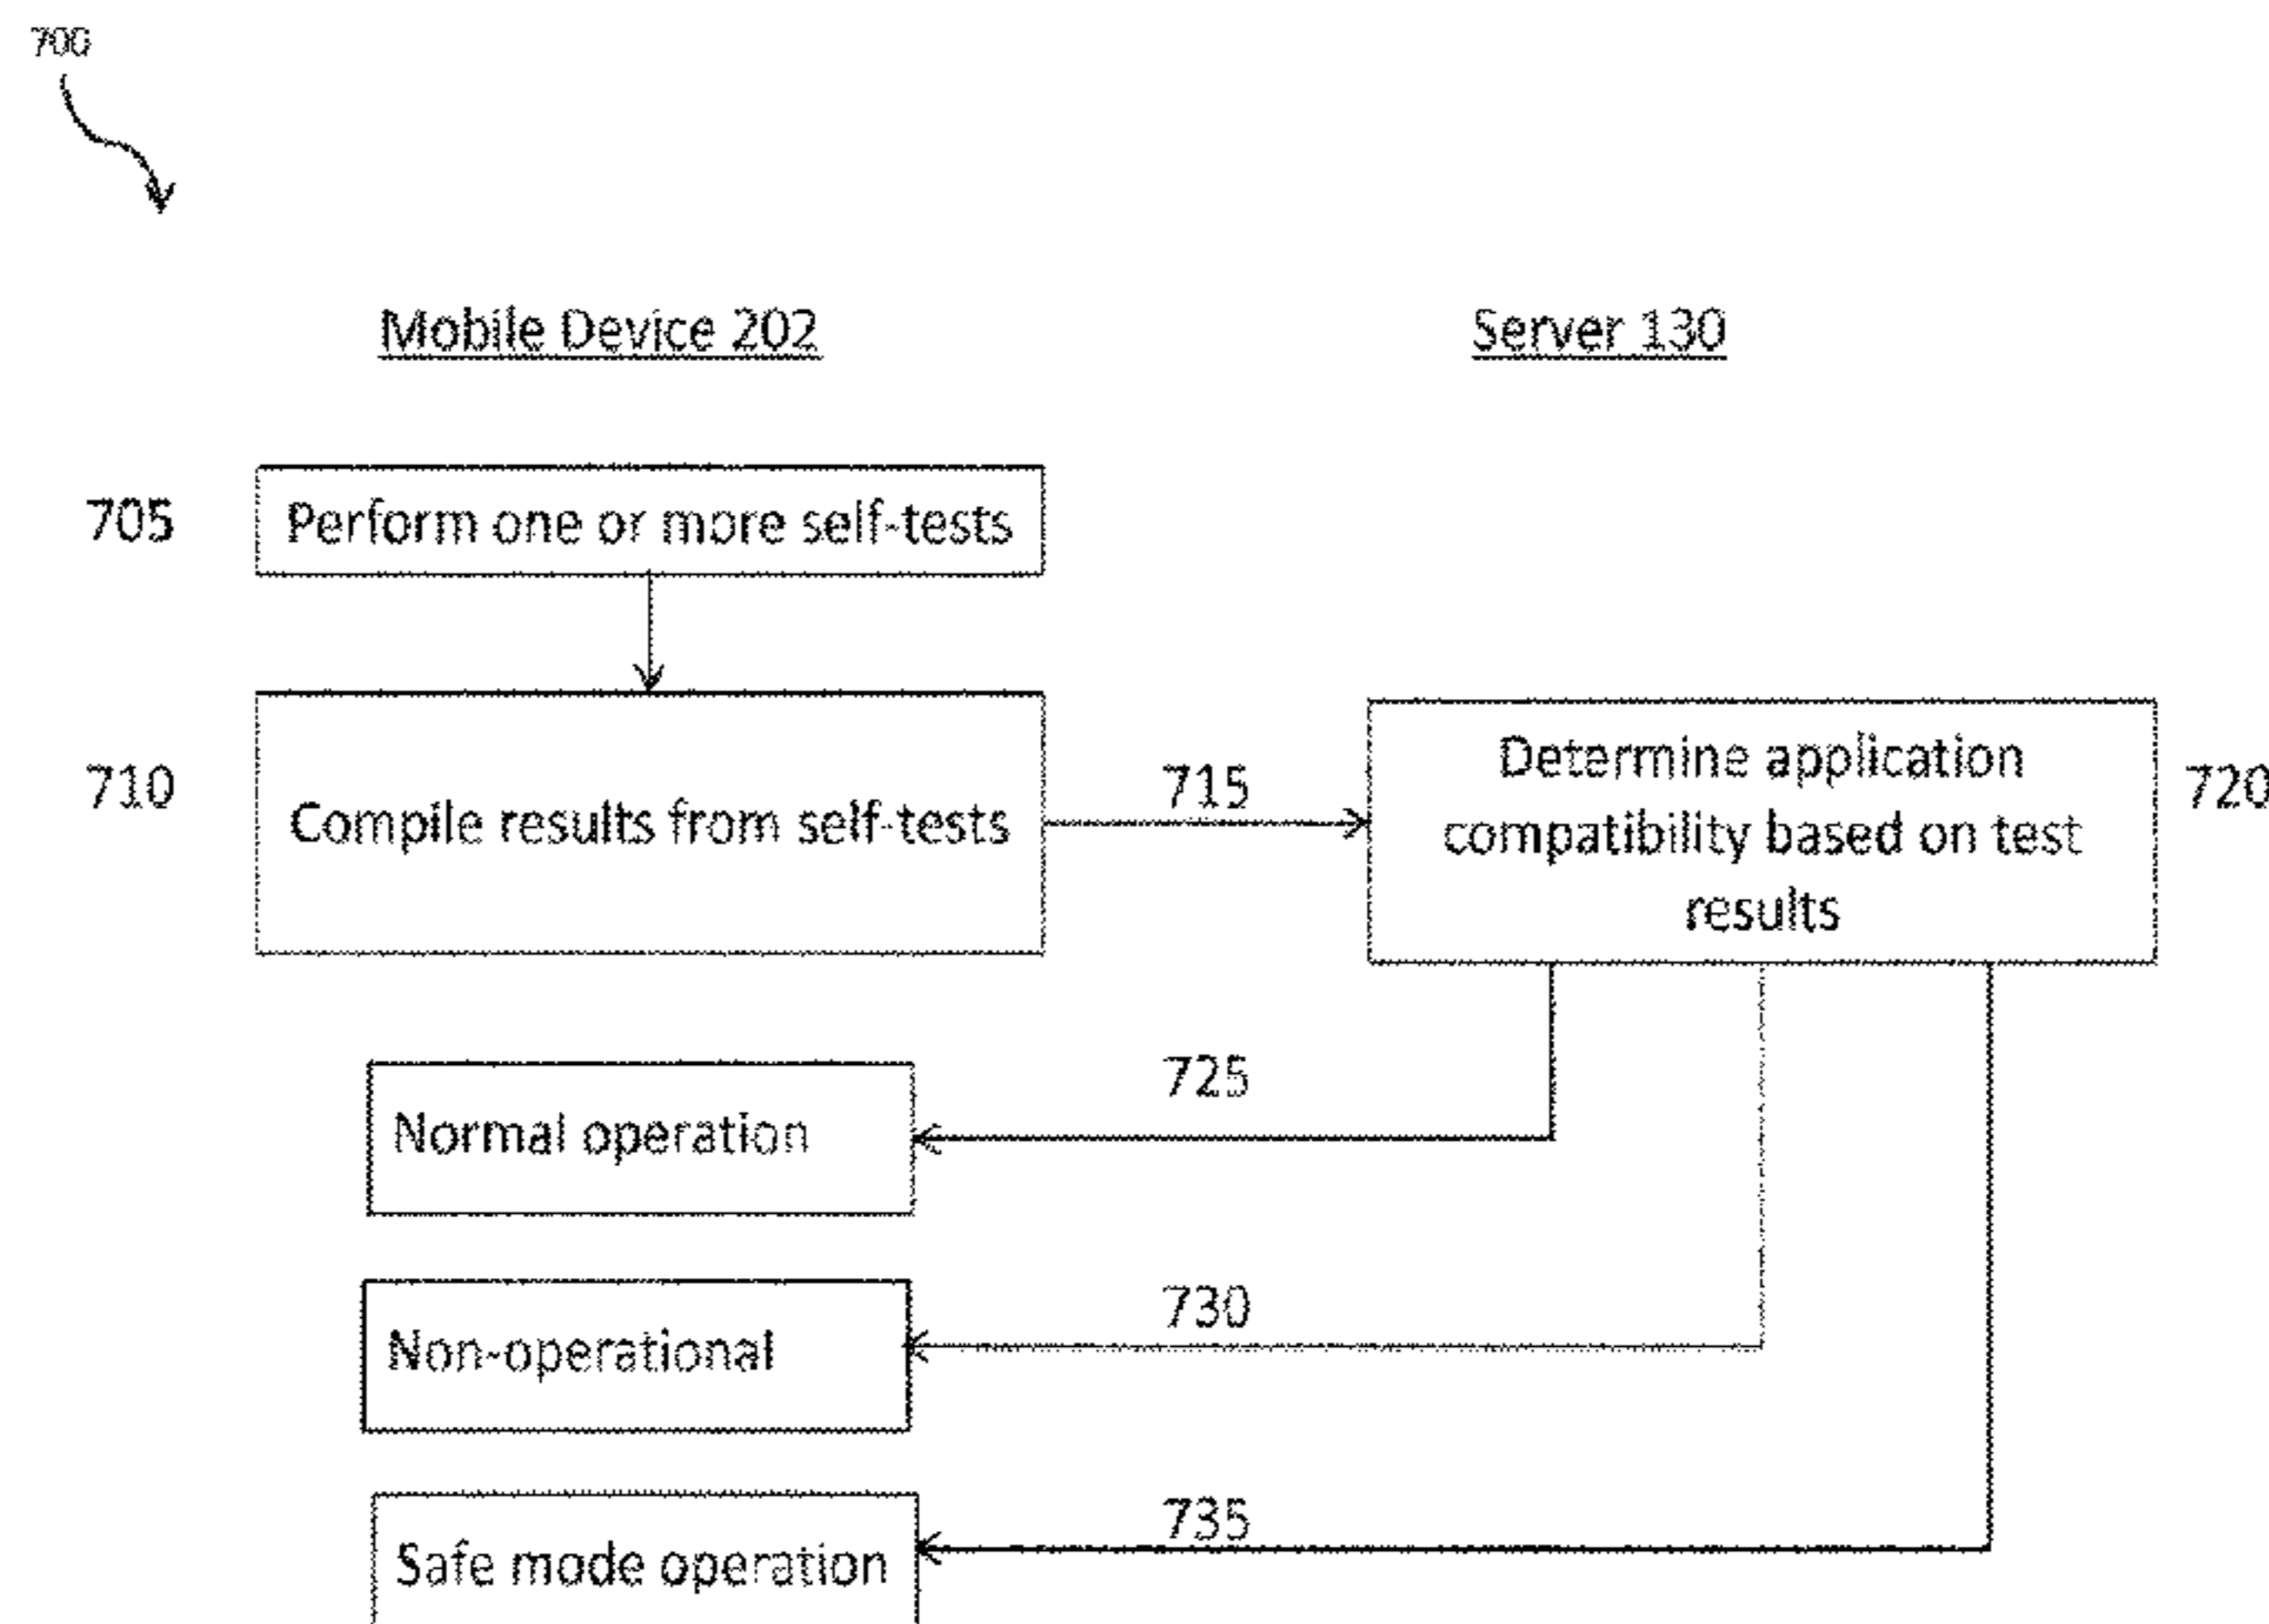 700
Mobile Device 202
Server 130
705
Perform one or more self-tests
710
Compile results from self-tests
715
Determine application
compatibility based on test
results
720
725
Normal operation
730
Non-operational
735
Safe mode operation